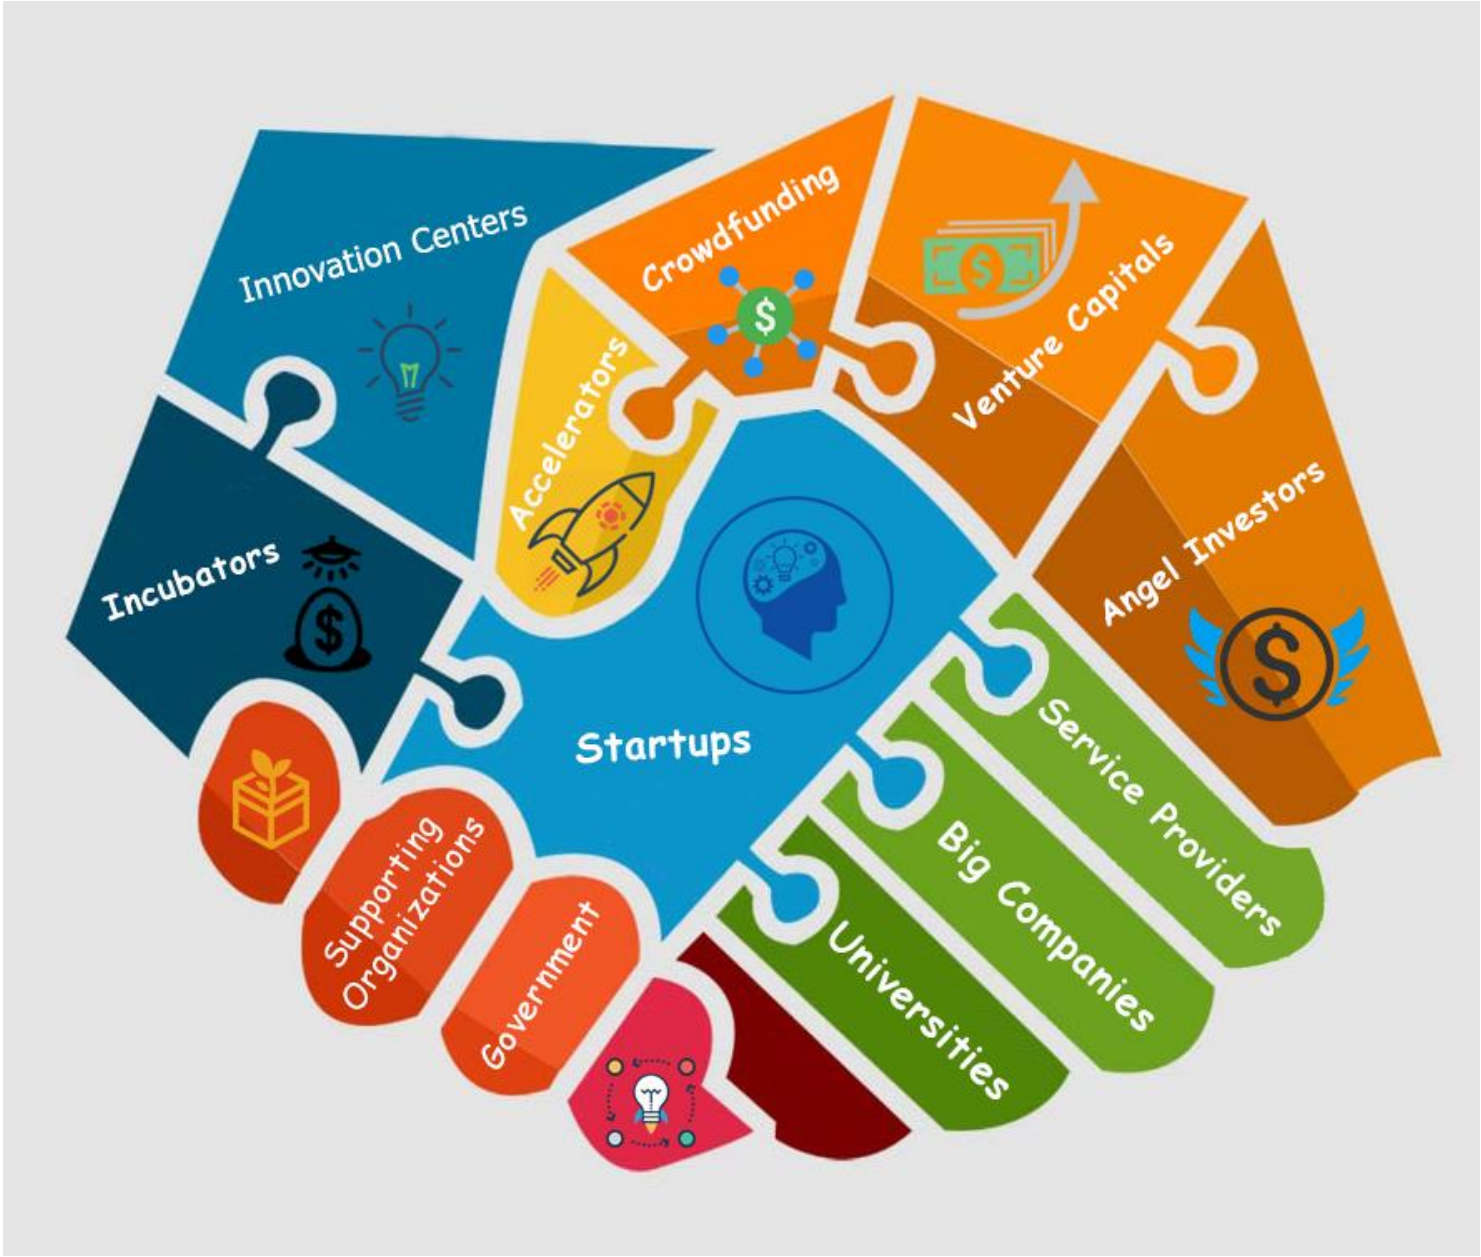 Innovation Centers
Crowdfunding
Venture Capitals
Accelerators
Angel Investors
Incubators
Startups
Service Providers
Big Companies
Universities
Supporting
Organizations
Government
$
$
$
$